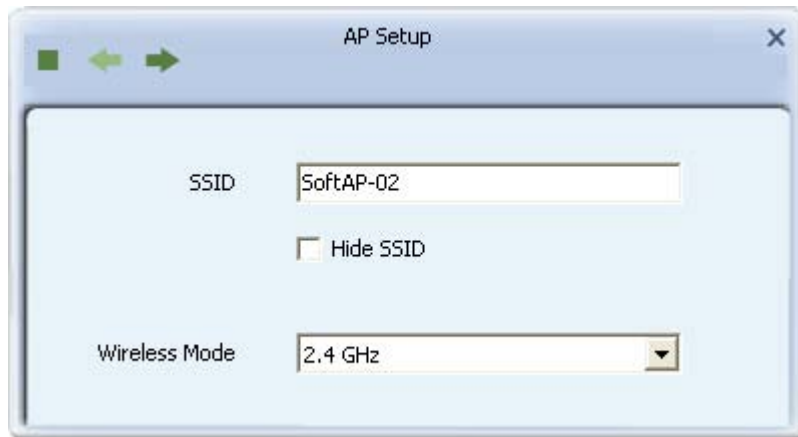 AP Setup
SSID
SoftAP-02
Hide SSID
Wireless Mode
2.4 GHz